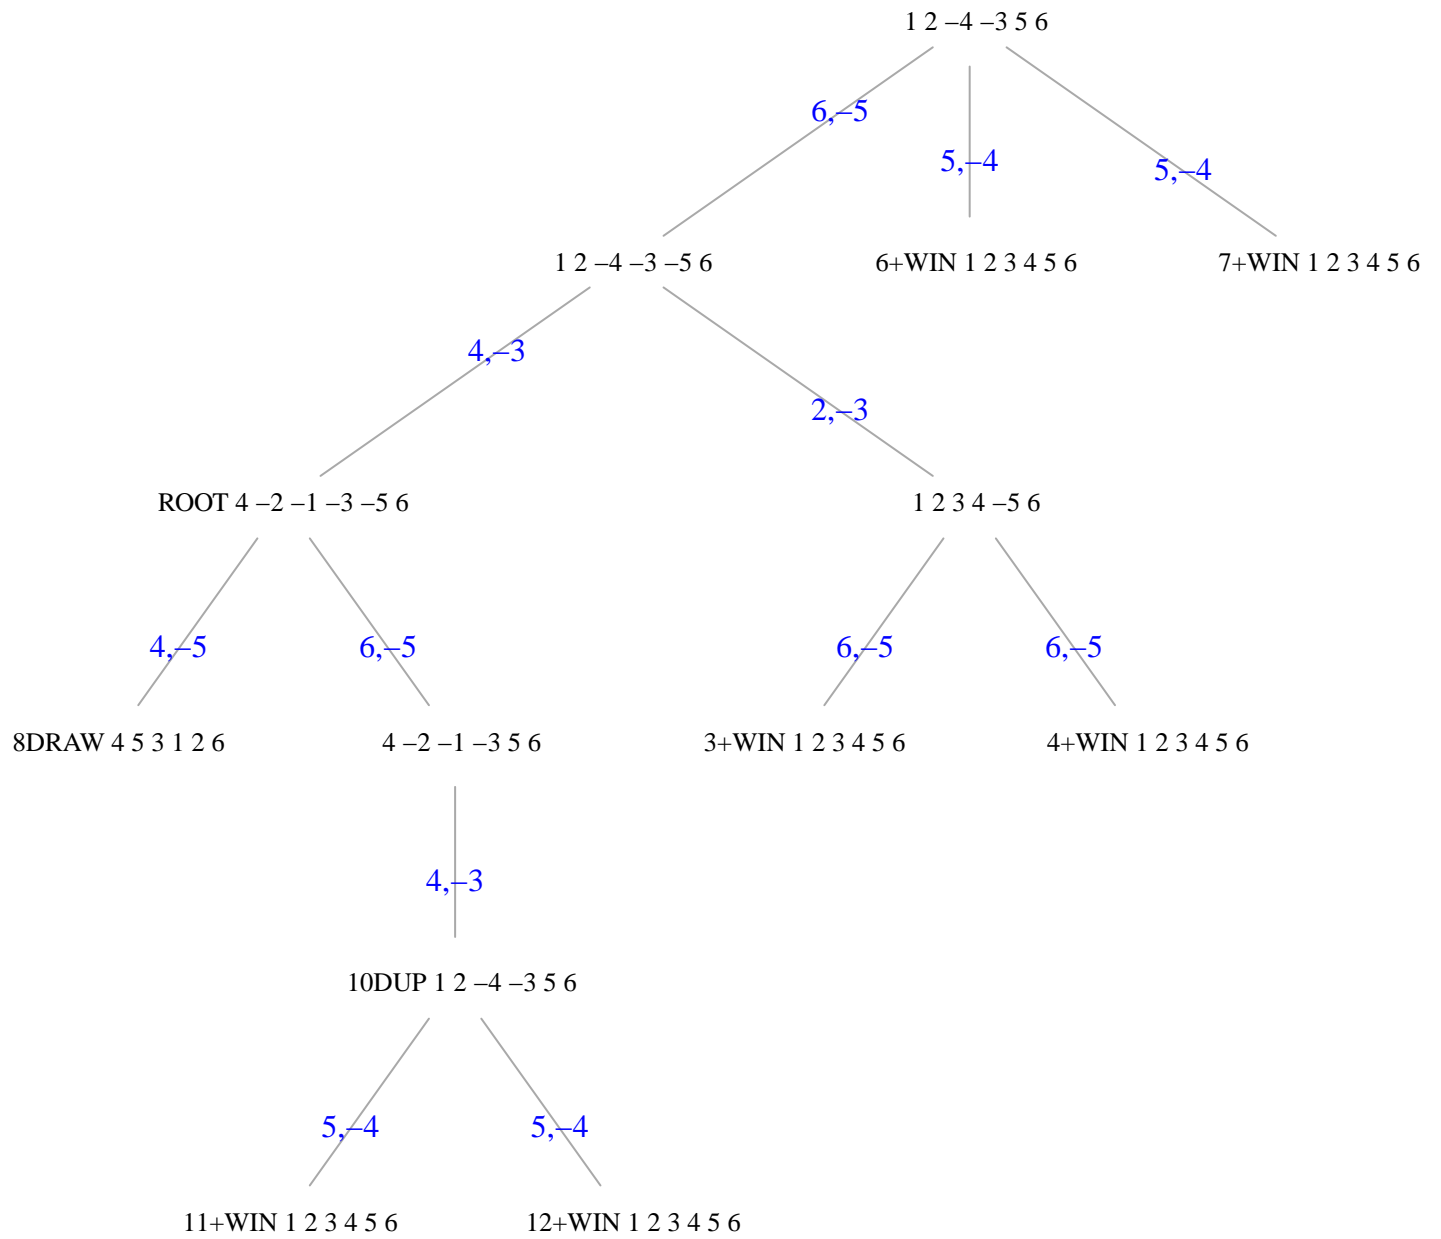 1 2 –4 –3 5 6
6,–5
5,–4
5,–4
1 2 –4 –3 –5 6
6+WIN 1 2 3 4 5 6
7+WIN 1 2 3 4 5 6
4,–3
2,–3
ROOT 4 –2 –1 –3 –5 6
1 2 3 4 –5 6
4,–5
6,–5
6,–5
6,–5
8DRAW 4 5 3 1 2 6
4 –2 –1 –3 5 6
3+WIN 1 2 3 4 5 6
4+WIN 1 2 3 4 5 6
4,–3
10DUP 1 2 –4 –3 5 6
5,–4
5,–4
11+WIN 1 2 3 4 5 6
12+WIN 1 2 3 4 5 6